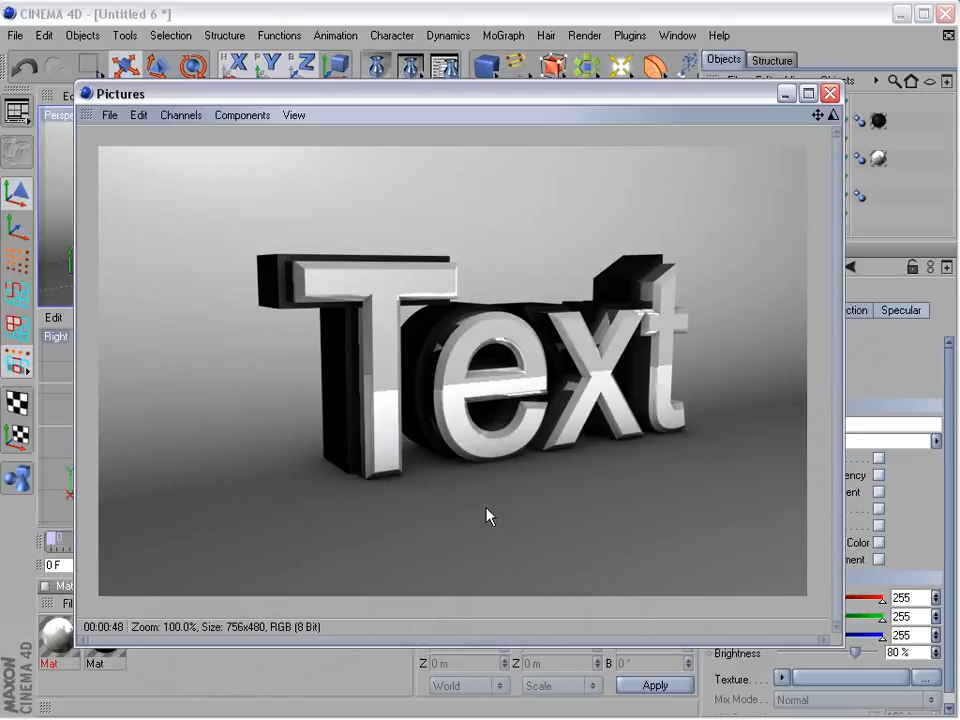 CINEMA 4D - [Untitled 6 *]
File Edit Objects Tools Selection Structure Functions Animation Character Dynamics MoGraph Hair Render Plugins Window Help
Objects Structure
Pictures
File Edit Channels Components View
Text
Edit
Right
Specular
Color
0
0 F
00:00:48 Zoom: 100.0%, Size: 756x480, RGB (8 Bit)
255
255
255
Brightness 80 %
Mat Mat
Z 0 m Z 0 m B 0 °
World Scale Apply
Texture... ...
Mix Mode Normal
MAXON
CINEMA 4D